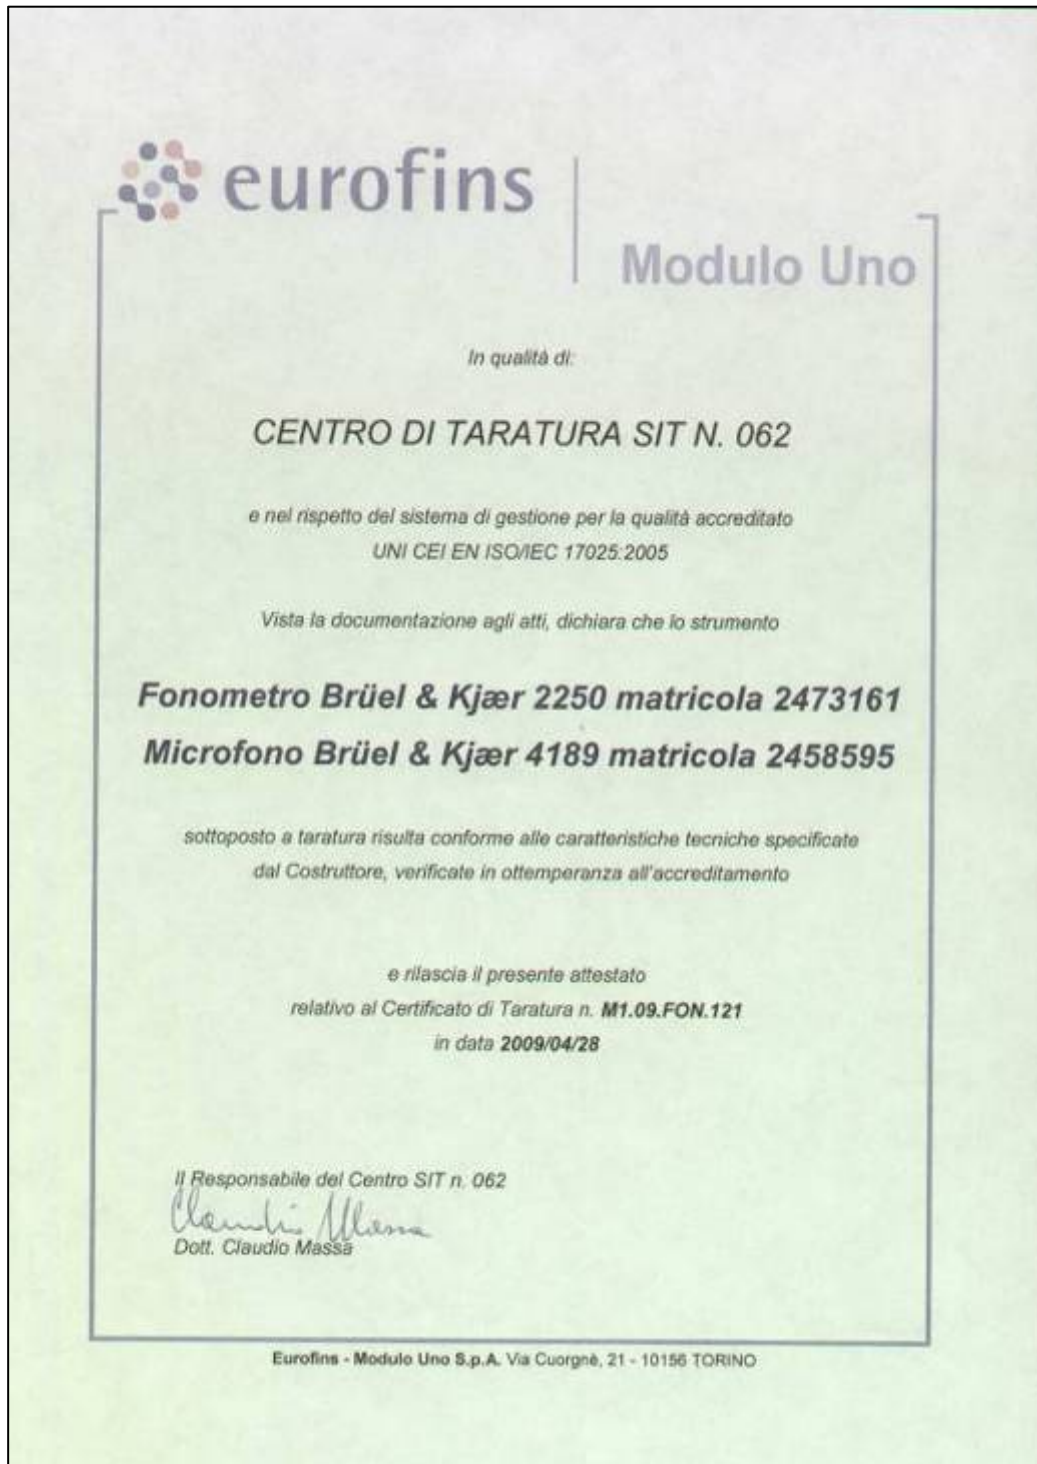 eurofins
Modulo Uno
In qualità di:
CENTRO DI TARATURA SIT N. 062
e nel rispetto del sistema di gestione per la qualità accreditato
UNI CEI EN ISO/IEC 17025:2005
Vista la documentazione agli atti, dichiara che lo strumento
Fonometro Brüel & Kjær 2250 matricola 2473161
Microfono Brüel & Kjær 4189 matricola 2458595
sottoposto a taratura risulta conforme alle caratteristiche tecniche specificate
dal Costruttore, verificate in ottemperanza all'accreditamento
e rilascia il presente attestato
relativo al Certificato di Taratura n. M1.09.FON.121
in data 2009/04/28
Il Responsabile del Centro SIT n. 062
Claudio Massa
Dott. Claudio Massa
Eurofins - Modulo Uno S.p.A. Via Cuorgnè, 21 - 10156 TORINO